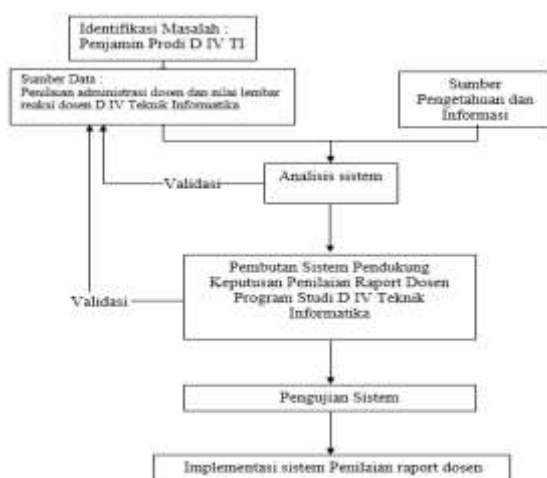 Identifikasi Masalah :
Penjamin Prodi D IV TI
Sumber Data :
Penilaian administrasi dosen dan nilai lembar
reaksi dosen D IV Teknik Informatika
Sumber
Pengetahuan dan
Informasi
Validasi
Analisis sistem
Pembutan Sistem Pendukung
Keputusan Penilaian Raport Dosen
Program Studi D IV Teknik
Informatika
Validasi
Pengujian Sistem
Implementasi sistem Penilaian raport dosen